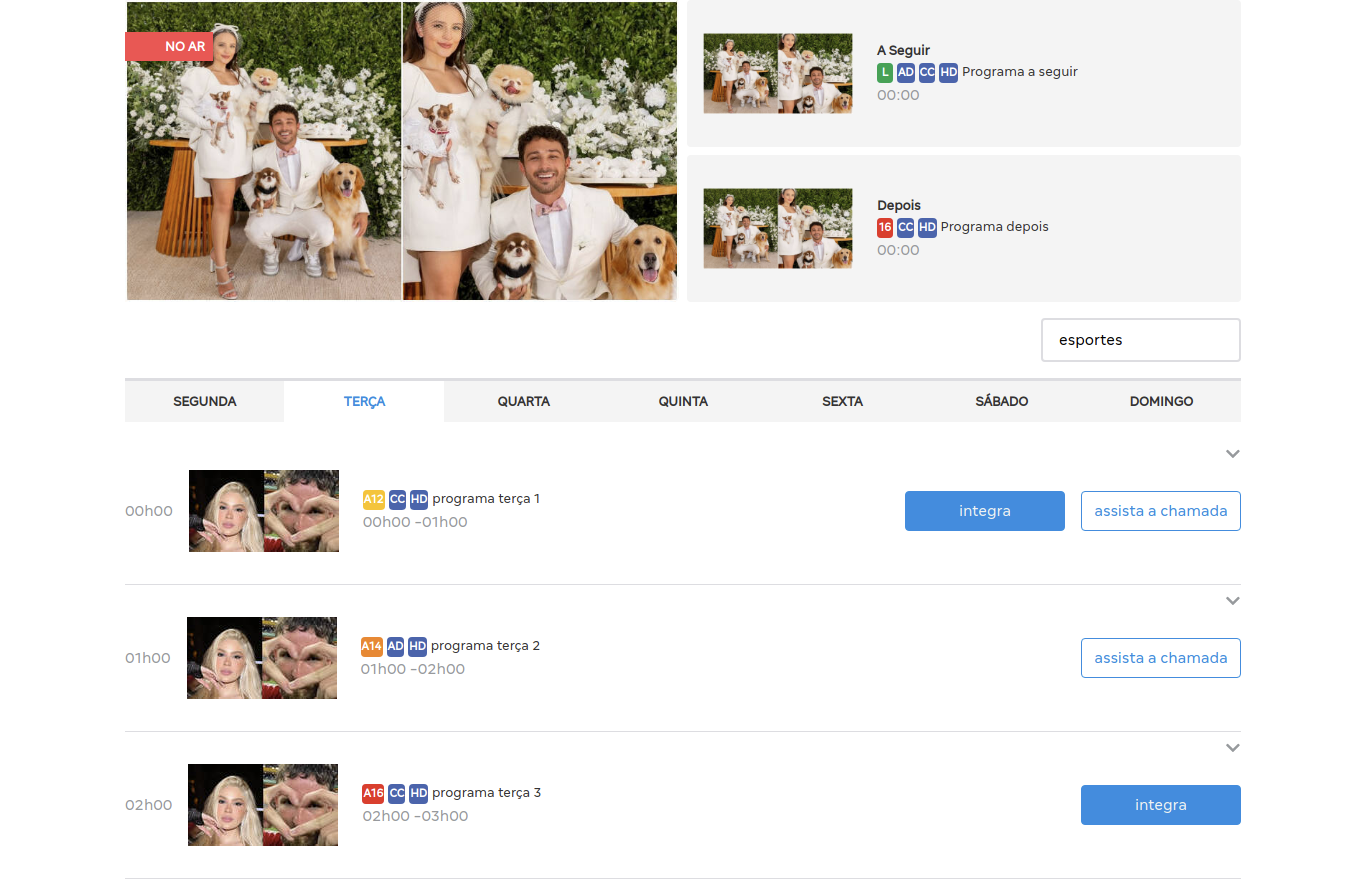 NO AR
A Seguir
L AD CC HD Programa a seguir
00:00
Depois
16 CC HD Programa depois
00:00
esportes
SEGUNDA TERÇA QUARTA QUINTA SEXTA SÁBADO DOMINGO
00h00
A12 CC HD programa terça 1
00h00 -01h00
integra assista a chamada
01h00
A14 AD HD programa terça 2
01h00 -02h00
assista a chamada
02h00
A16 CC HD programa terça 3
02h00 -03h00
integra